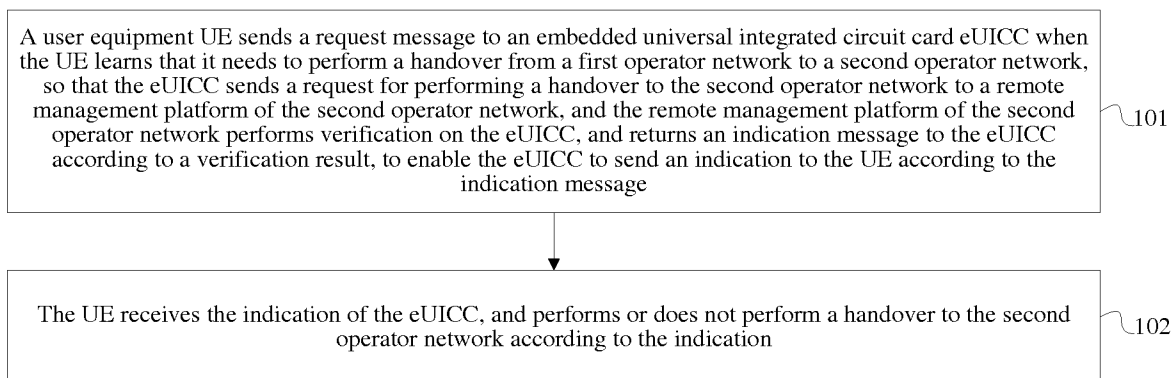 A user equipment UE sends a request message to an embedded universal integrated circuit card eUICC when
the UE learns that it needs to perform a handover from a first operator network to a second operator network,
so that the eUICC sends a request for performing a handover to the second operator network to a remote
management platform of the second operator network, and the remote management platform of the second
operator network performs verification on the eUICC, and returns an indication message to the eUICC
according to a verification result, to enable the eUICC to send an indication to the UE according to the
indication message
101
The UE receives the indication of the eUICC, and performs or does not perform a handover to the second
operator network according to the indication
102